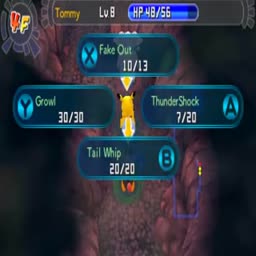 YF Tommy Lv 8 HP 48/56
X Fake Out
10/13
Y Growl
30/30
ThunderShock A
7/20
Tail Whip
20/20 B